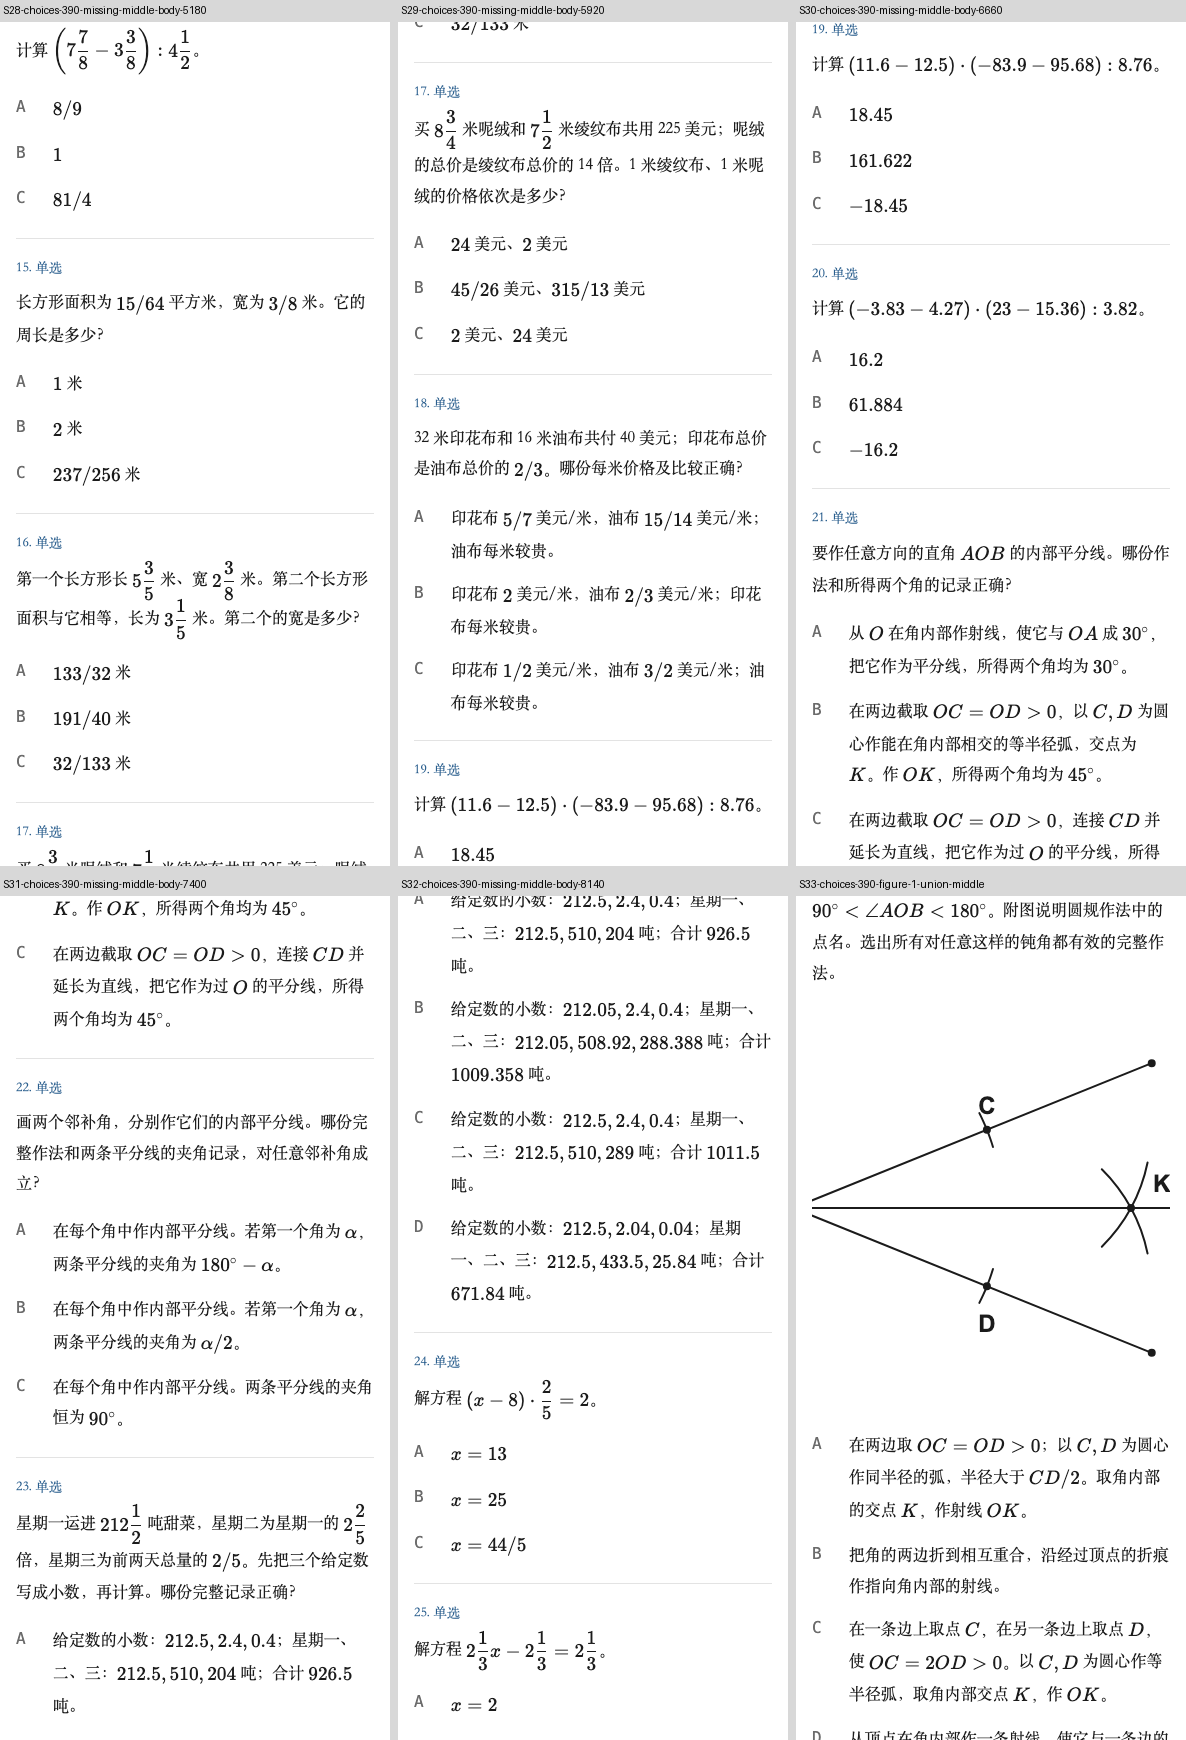 S28-choices-390-missing-middle-body-5180
计算 (7 7/8 − 3 3/8) : 4 1/2。
A 8/9
B 1
C 81/4
15. 单选
长方形面积为 15/64 平方米，宽为 3/8 米。它的
周长是多少？
A 1 米
B 2 米
C 237/256 米
16. 单选
第一个长方形长 5 3/5 米、宽 2 3/8 米。第二个长方形
面积与它相等，长为 3 1/5 米。第二个的宽是多少？
A 133/32 米
B 191/40 米
C 32/133 米
17. 单选
S29-choices-390-missing-middle-body-5920
C 32/133 米
17. 单选
买 8 3/4 米呢绒和 7 1/2 米绫纹布共用 225 美元；呢绒
的总价是绫纹布总价的 14 倍。1 米绫纹布、1 米呢
绒的价格依次是多少？
A 24 美元、2 美元
B 45/26 美元、315/13 美元
C 2 美元、24 美元
18. 单选
32 米印花布和 16 米油布共付 40 美元；印花布总价
是油布总价的 2/3。哪份每米价格及比较正确？
A 印花布 5/7 美元/米，油布 15/14 美元/米；
油布每米较贵。
B 印花布 2 美元/米，油布 2/3 美元/米；印花
布每米较贵。
C 印花布 1/2 美元/米，油布 3/2 美元/米；油
布每米较贵。
19. 单选
计算 (11.6 − 12.5) · (−83.9 − 95.68) : 8.76。
A 18.45
S30-choices-390-missing-middle-body-6660
19. 单选
计算 (11.6 − 12.5) · (−83.9 − 95.68) : 8.76。
A 18.45
B 161.622
C −18.45
20. 单选
计算 (−3.83 − 4.27) · (23 − 15.36) : 3.82。
A 16.2
B 61.884
C −16.2
21. 单选
要作任意方向的直角 AOB 的内部平分线。哪份作
法和所得两个角的记录正确？
A 从 O 在角内部作射线，使它与 OA 成 30°，
把它作为平分线，所得两个角均为 30°。
B 在两边截取 OC = OD > 0，以 C, D 为圆
心作能在角内部相交的等半径弧，交点为
K。作 OK，所得两个角均为 45°。
C 在两边截取 OC = OD > 0，连接 CD 并
延长为直线，把它作为过 O 的平分线，所得
S31-choices-390-missing-middle-body-7400
K。作 OK，所得两个角均为 45°。
C 在两边截取 OC = OD > 0，连接 CD 并
延长为直线，把它作为过 O 的平分线，所得
两个角均为 45°。
22. 单选
画两个邻补角，分别作它们的内部平分线。哪份完
整作法和两条平分线的夹角记录，对任意邻补角成
立？
A 在每个角中作内部平分线。若第一个角为 α，
两条平分线的夹角为 180° − α。
B 在每个角中作内部平分线。若第一个角为 α，
两条平分线的夹角为 α/2。
C 在每个角中作内部平分线。两条平分线的夹角
恒为 90°。
23. 单选
星期一运进 212 1/2 吨甜菜，星期二为星期一的 2 2/5
倍，星期三为前两天总量的 2/5。先把三个给定数
写成小数，再计算。哪份完整记录正确？
A 给定数的小数：212.5, 2.4, 0.4；星期一、
二、三：212.5, 510, 204 吨；合计 926.5
吨。
S32-choices-390-missing-middle-body-8140
A 给定数的小数：212.5, 2.4, 0.4；星期一、
二、三：212.5, 510, 204 吨；合计 926.5
吨。
B 给定数的小数：212.05, 2.4, 0.4；星期一、
二、三：212.05, 508.92, 288.388 吨；合计
1009.358 吨。
C 给定数的小数：212.5, 2.4, 0.4；星期一、
二、三：212.5, 510, 289 吨；合计 1011.5
吨。
D 给定数的小数：212.5, 2.04, 0.04；星期
一、二、三：212.5, 433.5, 25.84 吨；合计
671.84 吨。
24. 单选
解方程 (x − 8) · 2/5 = 2。
A x = 13
B x = 25
C x = 44/5
25. 单选
解方程 2 1/3 x − 2 1/3 = 2 1/3。
A x = 2
S33-choices-390-figure-1-union-middle
90° < ∠AOB < 180°。附图说明圆规作法中的
点名。选出所有对任意这样的钝角都有效的完整作
法。
C
K
D
A 在两边取 OC = OD > 0；以 C, D 为圆心
作同半径的弧，半径大于 CD/2。取角内部
的交点 K，作射线 OK。
B 把角的两边折到相互重合，沿经过顶点的折痕
作指向角内部的射线。
C 在一条边上取点 C，在另一条边上取点 D，
使 OC = 2OD > 0。以 C, D 为圆心作等
半径弧，取角内部交点 K，作 OK。
D 从顶点在角内部作一条射线，使它与一条边的